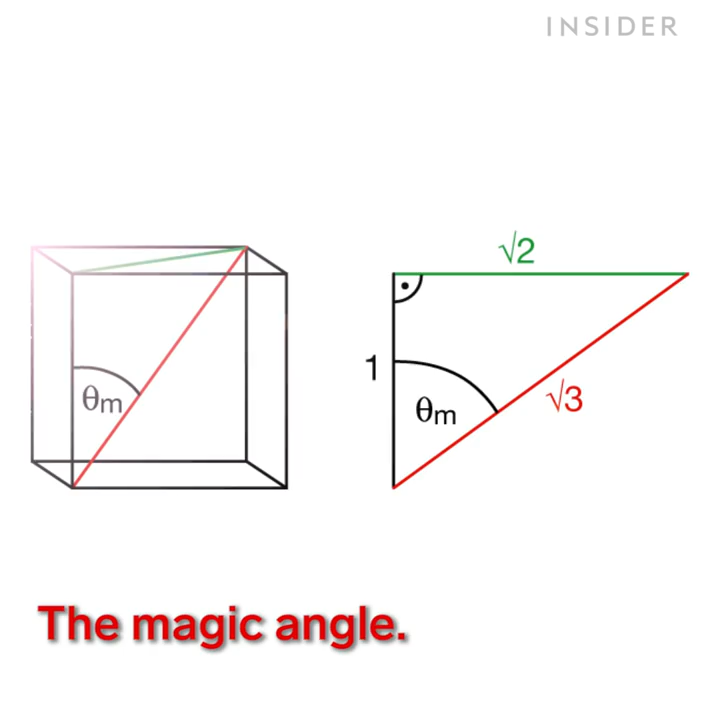 INSIDER
√2
1
θm
θm
√3
The magic angle.